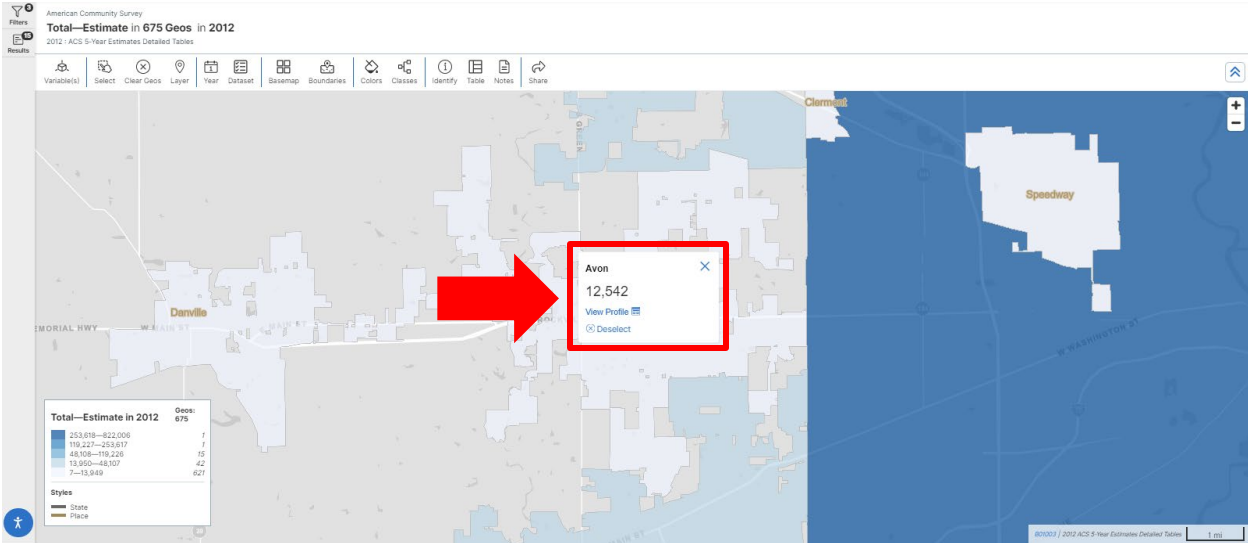 3
Filters
15
Results
American Community Survey
Total—Estimate in 675 Geos in 2012
2012 : ACS 5-Year Estimates Detailed Tables
Variable(s) Select Clear Geos Layer Year Dataset Basemap Boundaries Colors Classes Identify Table Notes Share
+
−
Clermont
Speedway
Avon
12,542
View Profile
Deselect
Danville
EMORIAL HWY
W MAIN ST
E MAIN ST
W WASHINGTON ST
Total—Estimate in 2012 Geos: 675
253,618—822,006 1
119,227—253,617 1
48,108—119,226 15
13,950—48,107 42
7—13,949 621
Styles
State
Place
B01003 | 2012 ACS 5-Year Estimates Detailed Tables
1 mi